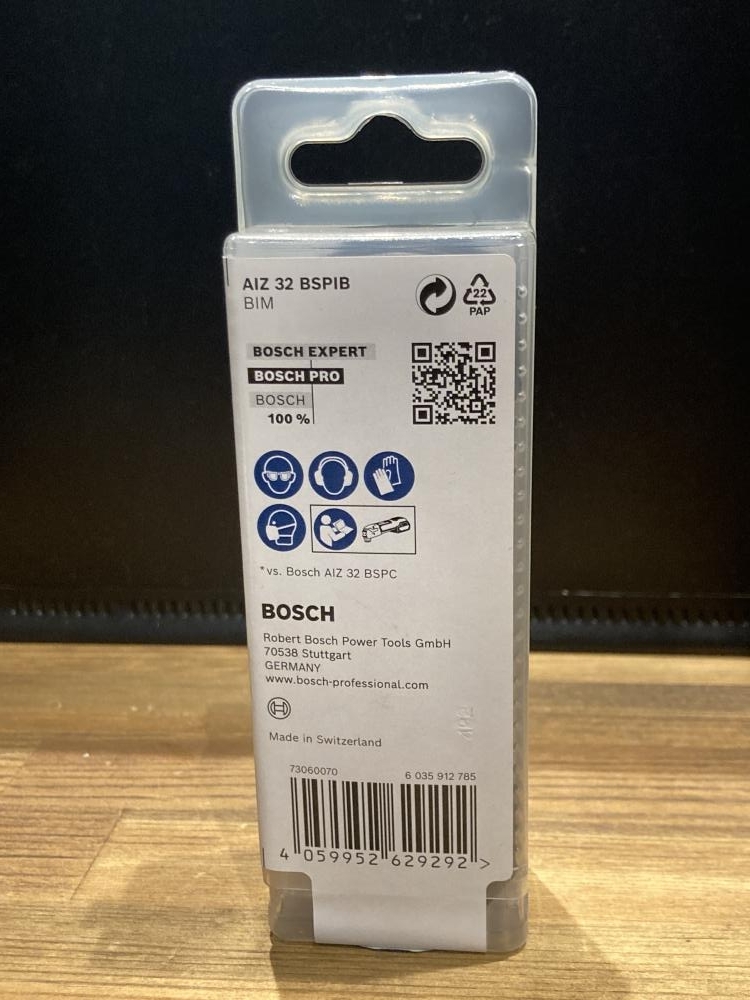 AIZ 32 BSPIB
BIM
22
PAP
BOSCH EXPERT
BOSCH PRO
BOSCH
100 %
*vs. Bosch AIZ 32 BSPC
BOSCH
Robert Bosch Power Tools GmbH
70538 Stuttgart
GERMANY
www.bosch-professional.com
Made in Switzerland
73060070 6 035 912 785
4 059952 629292 >